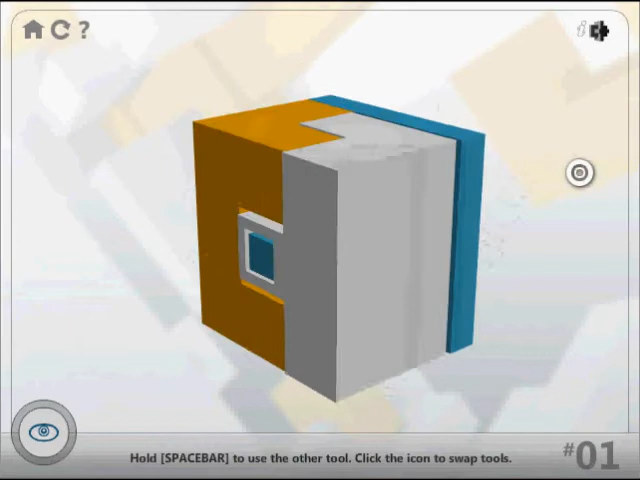 ?
i
Hold [SPACEBAR] to use the other tool. Click the icon to swap tools.
#01